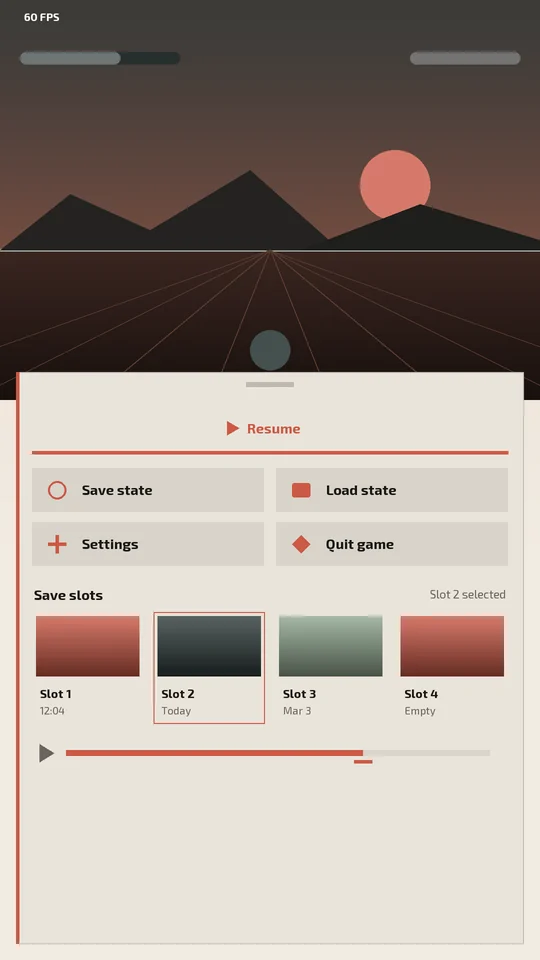 60 FPS
Resume
Save state
Load state
Settings
Quit game
Save slots
Slot 2 selected
Slot 1
Slot 2
Slot 3
Slot 4
12:04
Today
Mar 3
Empty